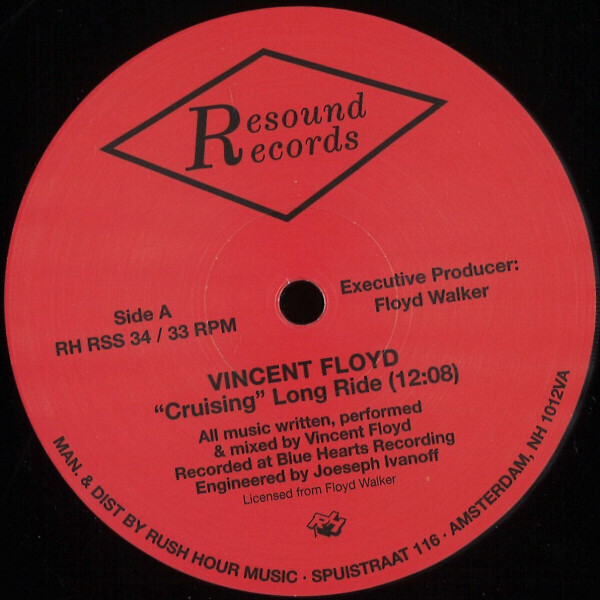 Resound
Records
Side A
RH RSS 34 / 33 RPM
Executive Producer:
Floyd Walker
VINCENT FLOYD
“Cruising” Long Ride (12:08)
All music written, performed
& mixed by Vincent Floyd
Recorded at Blue Hearts Recording
Engineered by Joeseph Ivanoff
Licensed from Floyd Walker
RH
MAN. & DIST BY RUSH HOUR MUSIC · SPUISTRAAT 116 · AMSTERDAM, NH 1012VA